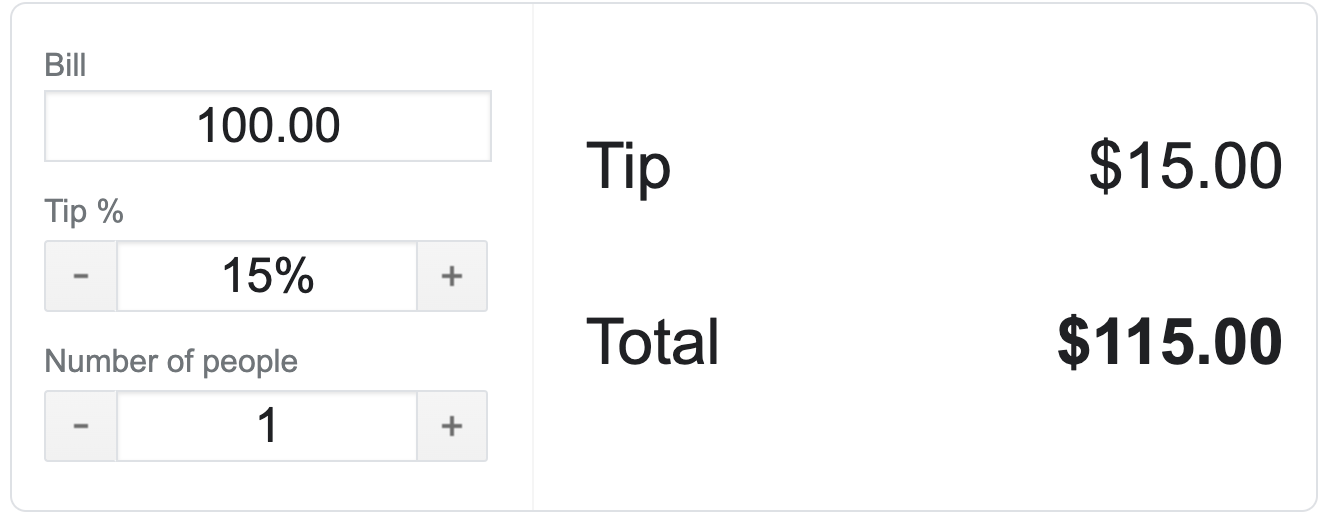 Bill
100.00
Tip %
- 15% +
Number of people
- 1 +
Tip $15.00
Total $115.00